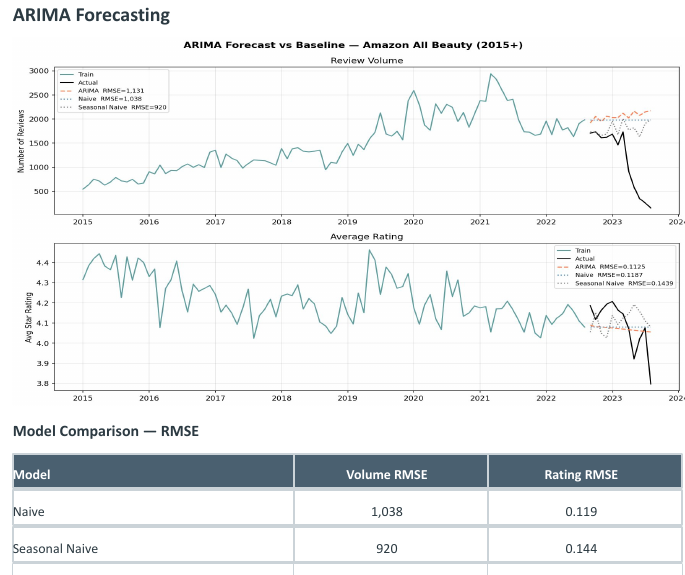 ARIMA Forecasting
ARIMA Forecast vs Baseline — Amazon All Beauty (2015+)
Review Volume
Number of Reviews
3000
2500
2000
1500
1000
500
Train
Actual
ARIMA RMSE=1,131
Naive RMSE=1,038
Seasonal Naive RMSE=920
2015 2016 2017 2018 2019 2020 2021 2022 2023 2024
Average Rating
Avg Star Rating
4.4
4.3
4.2
4.1
4.0
3.9
3.8
Train
Actual
ARIMA RMSE=0.1125
Naive RMSE=0.1187
Seasonal Naive RMSE=0.1439
2015 2016 2017 2018 2019 2020 2021 2022 2023 2024
Model Comparison — RMSE
Model Volume RMSE Rating RMSE
Naive 1,038 0.119
Seasonal Naive 920 0.144